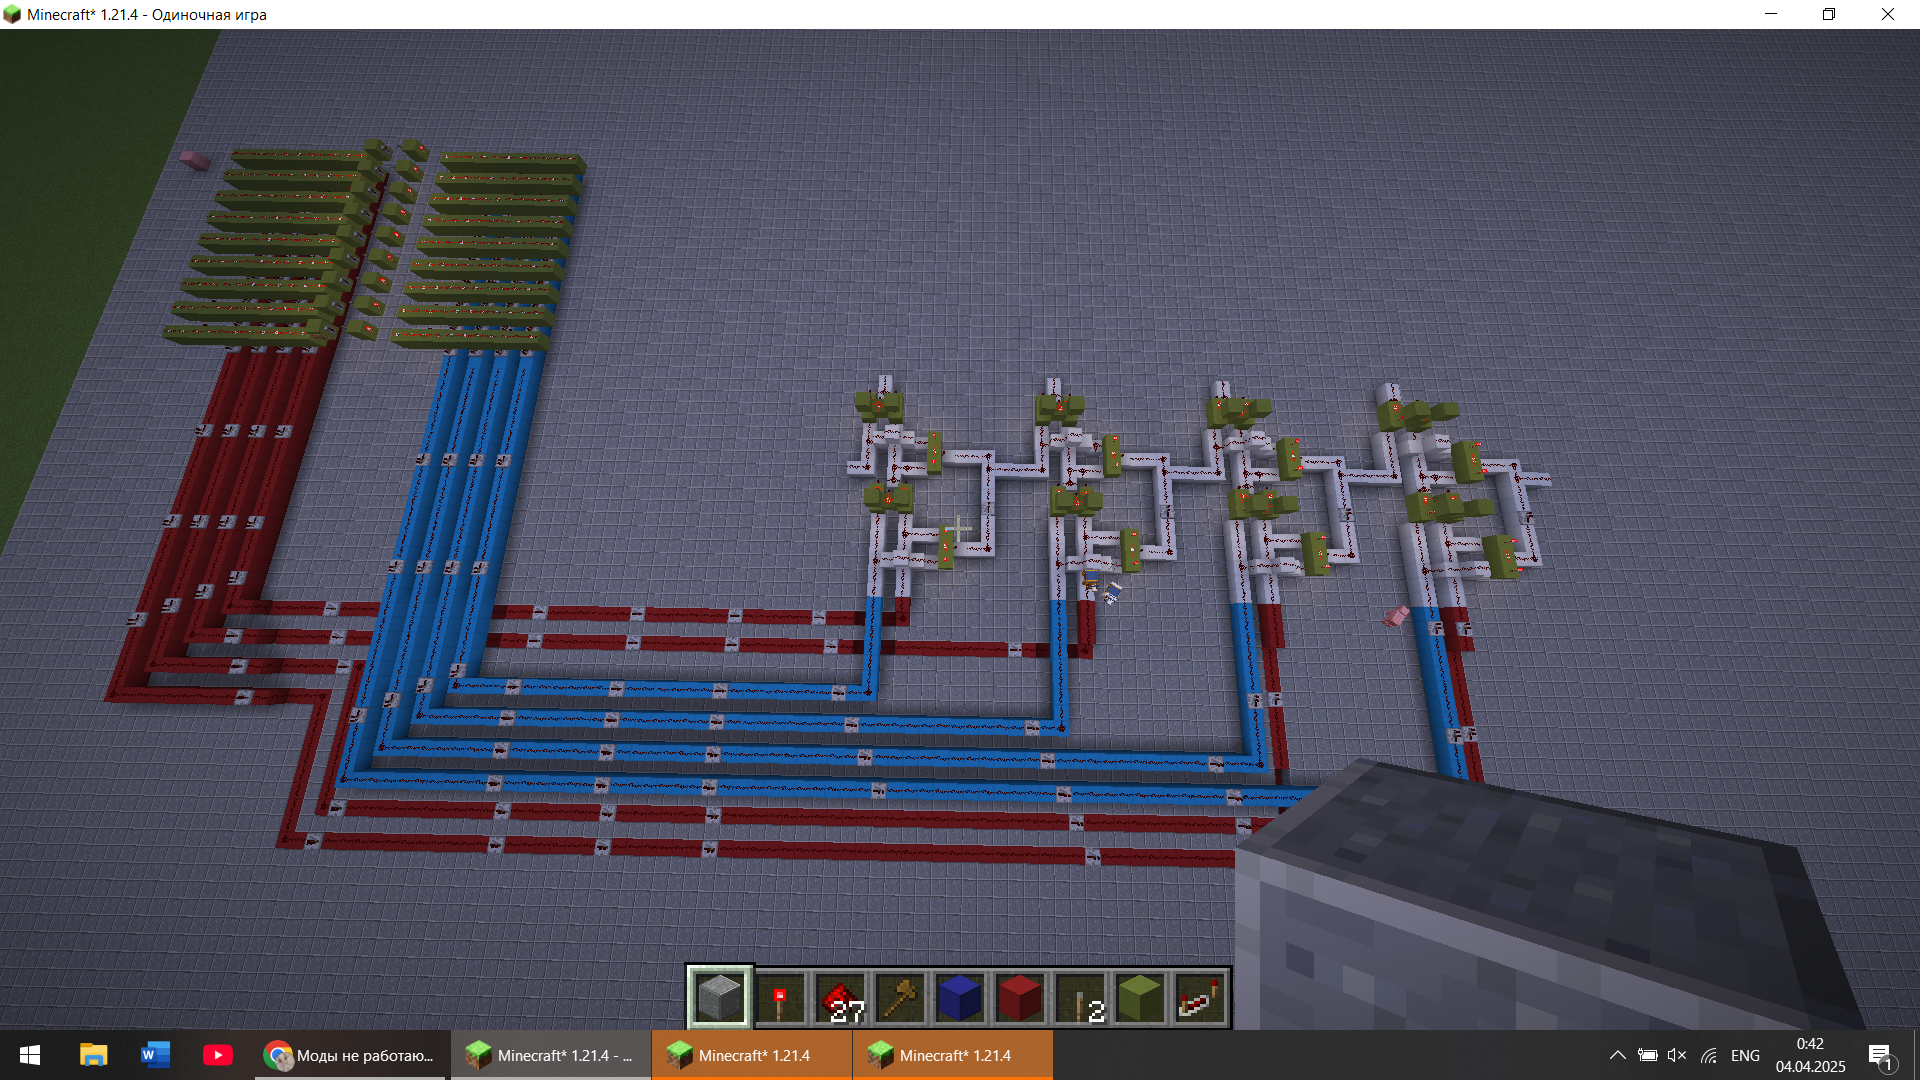 Minecraft* 1.21.4 - Одиночная игра
27
2
Моды не работаю...
Minecraft* 1.21.4 - ...
Minecraft* 1.21.4
Minecraft* 1.21.4
ENG
0:42
04.04.2025
1